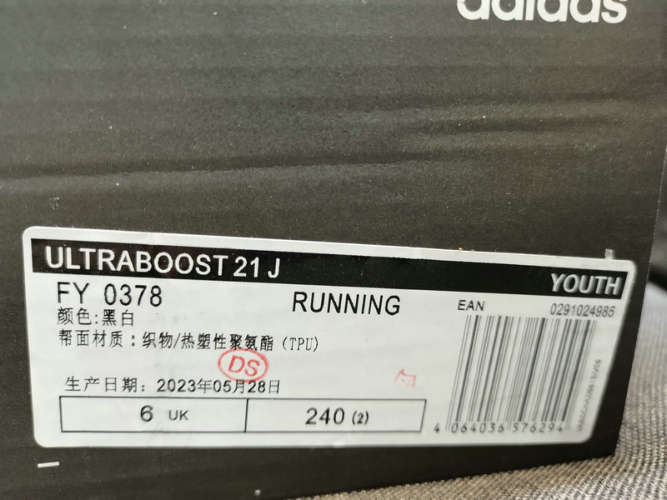 adidas
ULTRABOOST 21 J
YOUTH
FY 0378
RUNNING
EAN
0291024986
颜色:黑白
帮面材质：织物/热塑性聚氨酯（TPU）
DS
生产日期：2023年05月28日
6 UK
240 (2)
4 064036 576294